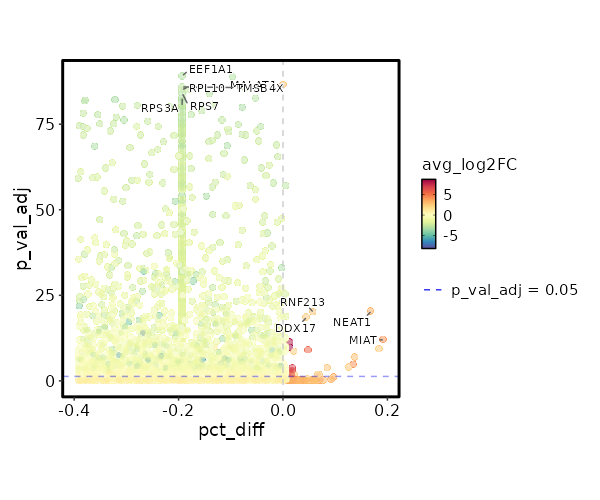 EEF1A1
MALAT1
RPL10
TMSB4X
RPS3A
RPS7
RNF213
DDX17
NEAT1
MIAT
75
50
25
0
-0.4
-0.2
0.0
0.2
pct_diff
p_val_adj
avg_log2FC
5
0
-5
p_val_adj = 0.05